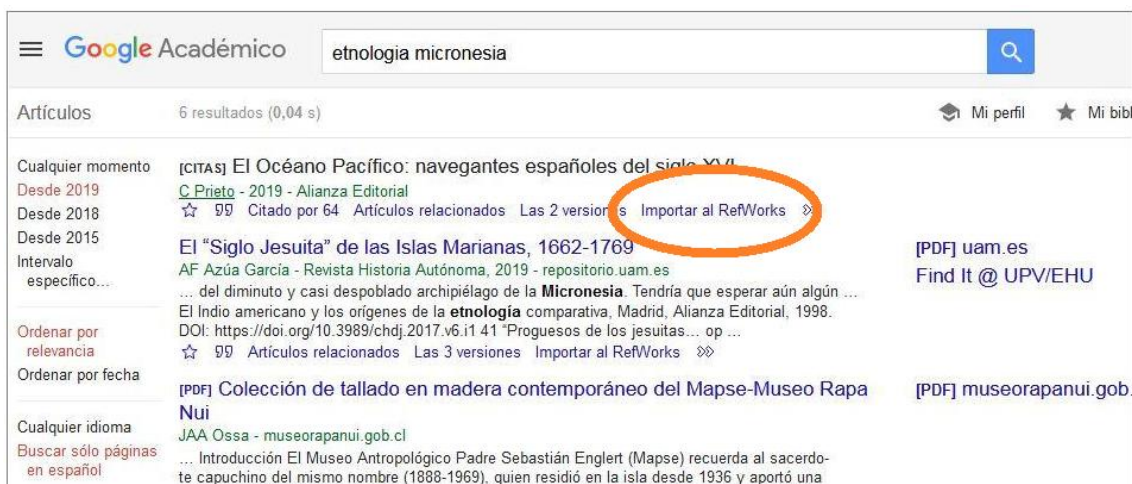 Google Académico
etnologia micronesia
Artículos
6 resultados (0,04 s)
Mi perfil
Mi bibl
Cualquier momento
Desde 2019
Desde 2018
Desde 2015
Intervalo
específico...
Ordenar por
relevancia
Ordenar por fecha
Cualquier idioma
Buscar sólo páginas
en español
[CITAS] El Océano Pacífico: navegantes españoles del siglo XVI
C Prieto - 2019 - Alianza Editorial
Citado por 64 Artículos relacionados Las 2 versiones Importar al RefWorks
El “Siglo Jesuita” de las Islas Marianas, 1662-1769
AF Azúa García - Revista Historia Autónoma, 2019 - repositorio.uam.es
... del diminuto y casi despoblado archipiélago de la Micronesia. Tendría que esperar aún algún ...
El Indio americano y los orígenes de la etnología comparativa, Madrid, Alianza Editorial, 1998.
DOI: https://doi.org/10.3989/chdj.2017.v6.i1 41 “Proguesos de los jesuitas... op ...
Artículos relacionados Las 3 versiones Importar al RefWorks
[PDF] uam.es
Find It @ UPV/EHU
[PDF] Colección de tallado en madera contemporáneo del Mapse-Museo Rapa
Nui
JAA Ossa - museorapanui.gob.cl
... Introducción El Museo Antropológico Padre Sebastián Englert (Mapse) recuerda al sacerdo-
te capuchino del mismo nombre (1888-1969), quien residió en la isla desde 1936 y aportó una
[PDF] museorapanui.gob.